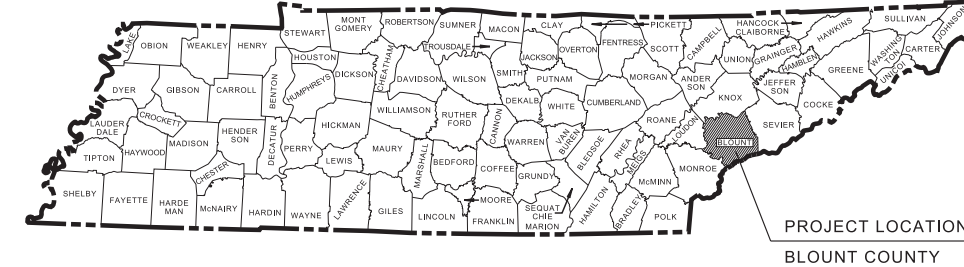 LAKE
OBION
WEAKLEY
HENRY
STEWART
MONT
GOMERY
ROBERTSON
SUMNER
MACON
CLAY
PICKETT
HANCOCK
CLAIBORNE
HAWKINS
SULLIVAN
JOHNSON
TROUSDALE
HOUSTON
CHEATHAM
JACKSON
OVERTON
FENTRESS
SCOTT
CAMPBELL
UNION
GRAINGER
HAMBLEN
GREENE
WASHING
TON
UNICOI
CARTER
DYER
GIBSON
CARROLL
BENTON
HUMPHREYS
DICKSON
DAVIDSON
WILSON
SMITH
PUTNAM
MORGAN
ANDER
SON
KNOX
JEFFER
SON
COCKE
CROCKETT
LAUDER
DALE
HAYWOOD
MADISON
HENDER
SON
DECATUR
PERRY
HICKMAN
WILLIAMSON
RUTHER
FORD
CANNON
DEKALB
WHITE
CUMBERLAND
ROANE
LOUDON
BLOUNT
SEVIER
TIPTON
CHESTER
LEWIS
MAURY
MARSHALL
BEDFORD
COFFEE
WARREN
VAN
BUREN
BLEDSOE
RHEA
MEIGS
MONROE
SHELBY
FAYETTE
HARDE
MAN
McNAIRY
HARDIN
WAYNE
LAWRENCE
GILES
LINCOLN
MOORE
FRANKLIN
GRUNDY
SEQUAT
CHIE
MARION
HAMILTON
BRADLEY
McMINN
POLK
PROJECT LOCATION
BLOUNT COUNTY